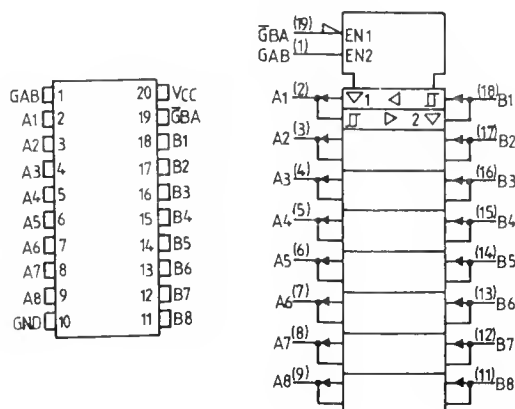 GAB 1 20 VCC
A1 2 19 G̅BA
A2 3 18 B1
A3 4 17 B2
A4 5 16 B3
A5 6 15 B4
A6 7 14 B5
A7 8 13 B6
A8 9 12 B7
GND 10 11 B8
G̅BA (19) EN1
GAB (1) EN2
A1 (2) ▽1 ◁ (18) B1
▷ 2 ▽
A2 (3) (17) B2
A3 (4) (16) B3
A4 (5) (15) B4
A5 (6) (14) B5
A6 (7) (13) B6
A7 (8) (12) B7
A8 (9) (11) B8